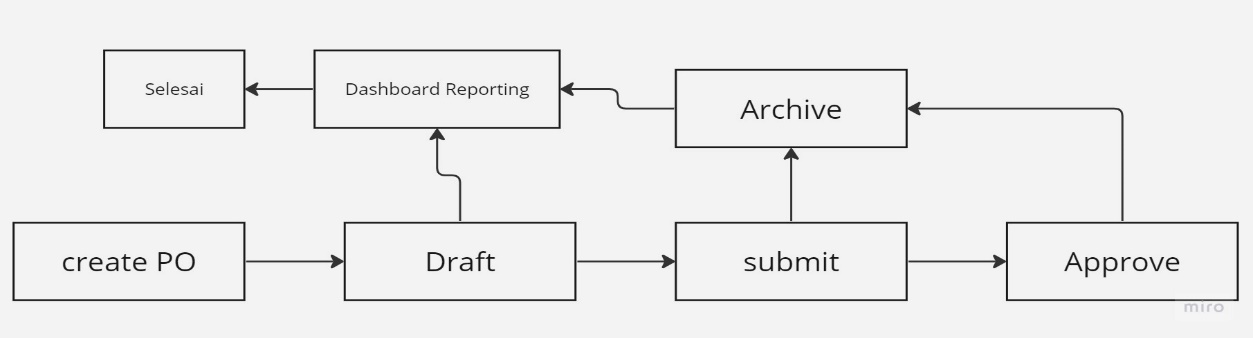 Selesai
Dashboard Reporting
Archive
create PO
Draft
submit
Approve
miro